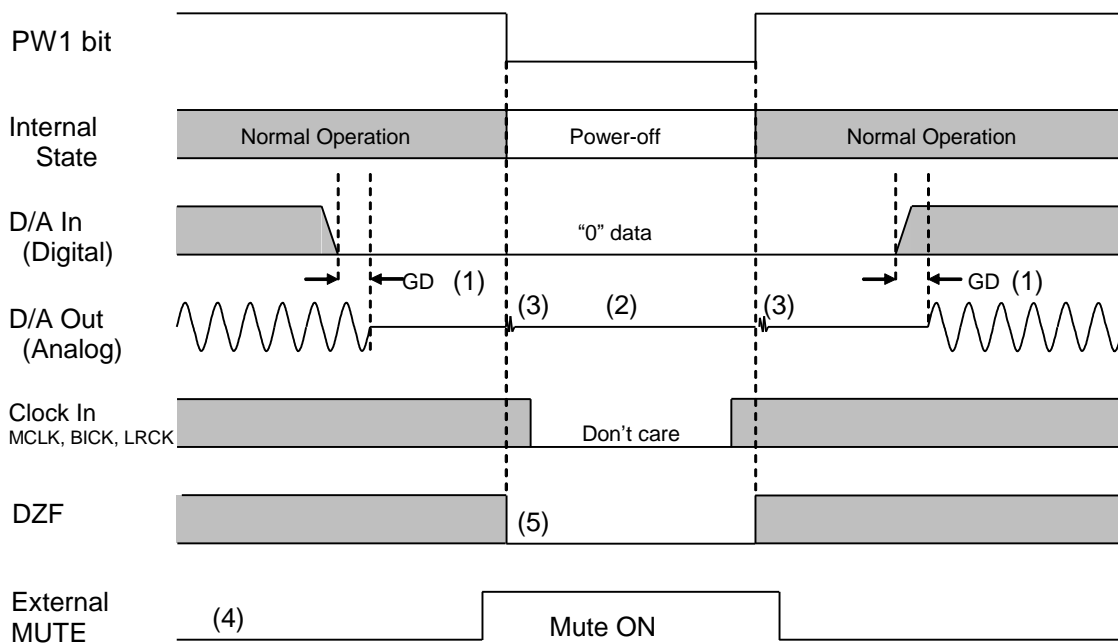 PW1 bit
Internal
State
Normal Operation
Power-off
Normal Operation
D/A In
(Digital)
“0” data
GD (1)
GD (1)
D/A Out
(Analog)
(3)
(2)
(3)
Clock In
MCLK, BICK, LRCK
Don’t care
DZF
(5)
External
MUTE
(4)
Mute ON